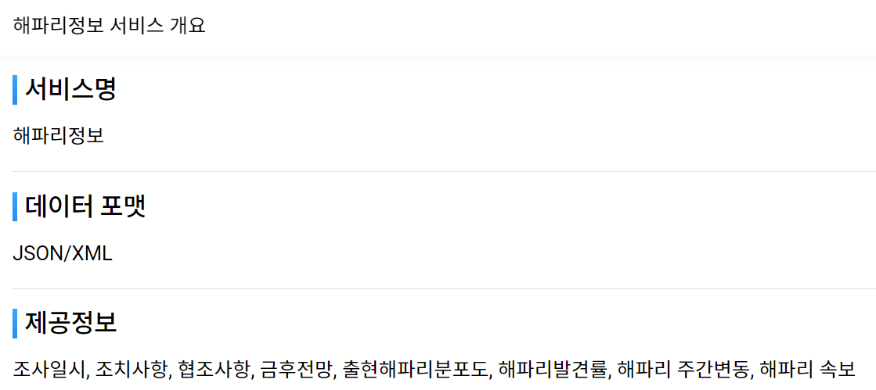 해파리정보 서비스 개요
서비스명
해파리정보
데이터 포맷
JSON/XML
제공정보
조사일시, 조치사항, 협조사항, 금후전망, 출현해파리분포도, 해파리발견률, 해파리 주간변동, 해파리 속보